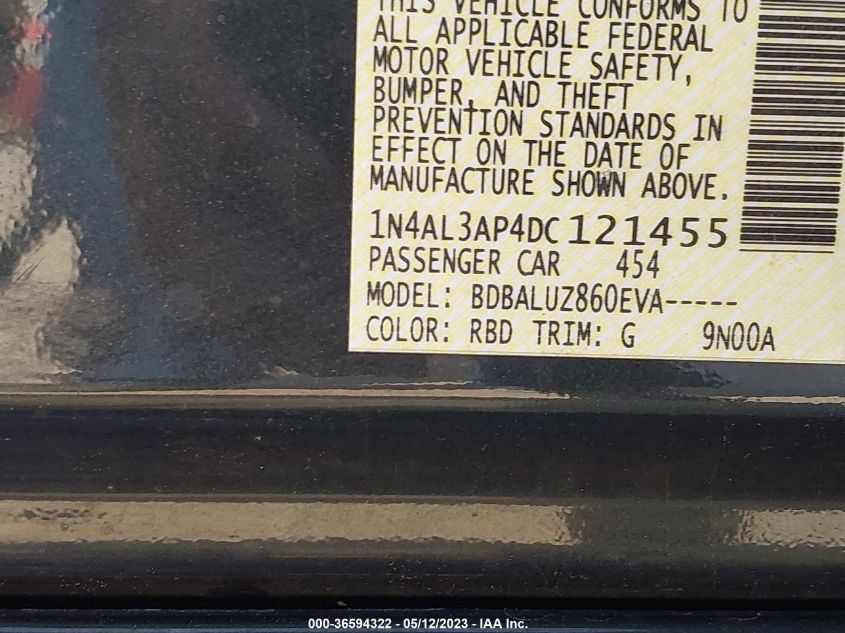 THIS VEHICLE CONFORMS TO
ALL APPLICABLE FEDERAL
MOTOR VEHICLE SAFETY,
BUMPER, AND THEFT
PREVENTION STANDARDS IN
EFFECT ON THE DATE OF
MANUFACTURE SHOWN ABOVE.
1N4AL3AP4DC121455
PASSENGER CAR 454
MODEL: BDBALUZ860EVA-----
COLOR: RBD TRIM: G 9N00A
000-36594322 - 05/12/2023 - IAA Inc.